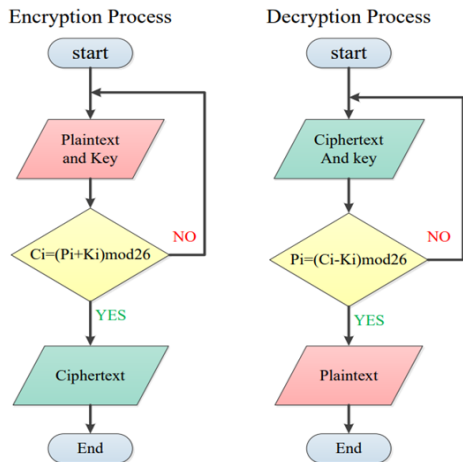 Encryption Process
start
Plaintext
and Key
Ci=(Pi+Ki)mod26
NO
YES
Ciphertext
End
Decryption Process
start
Ciphertext
And key
Pi=(Ci-Ki)mod26
NO
YES
Plaintext
End